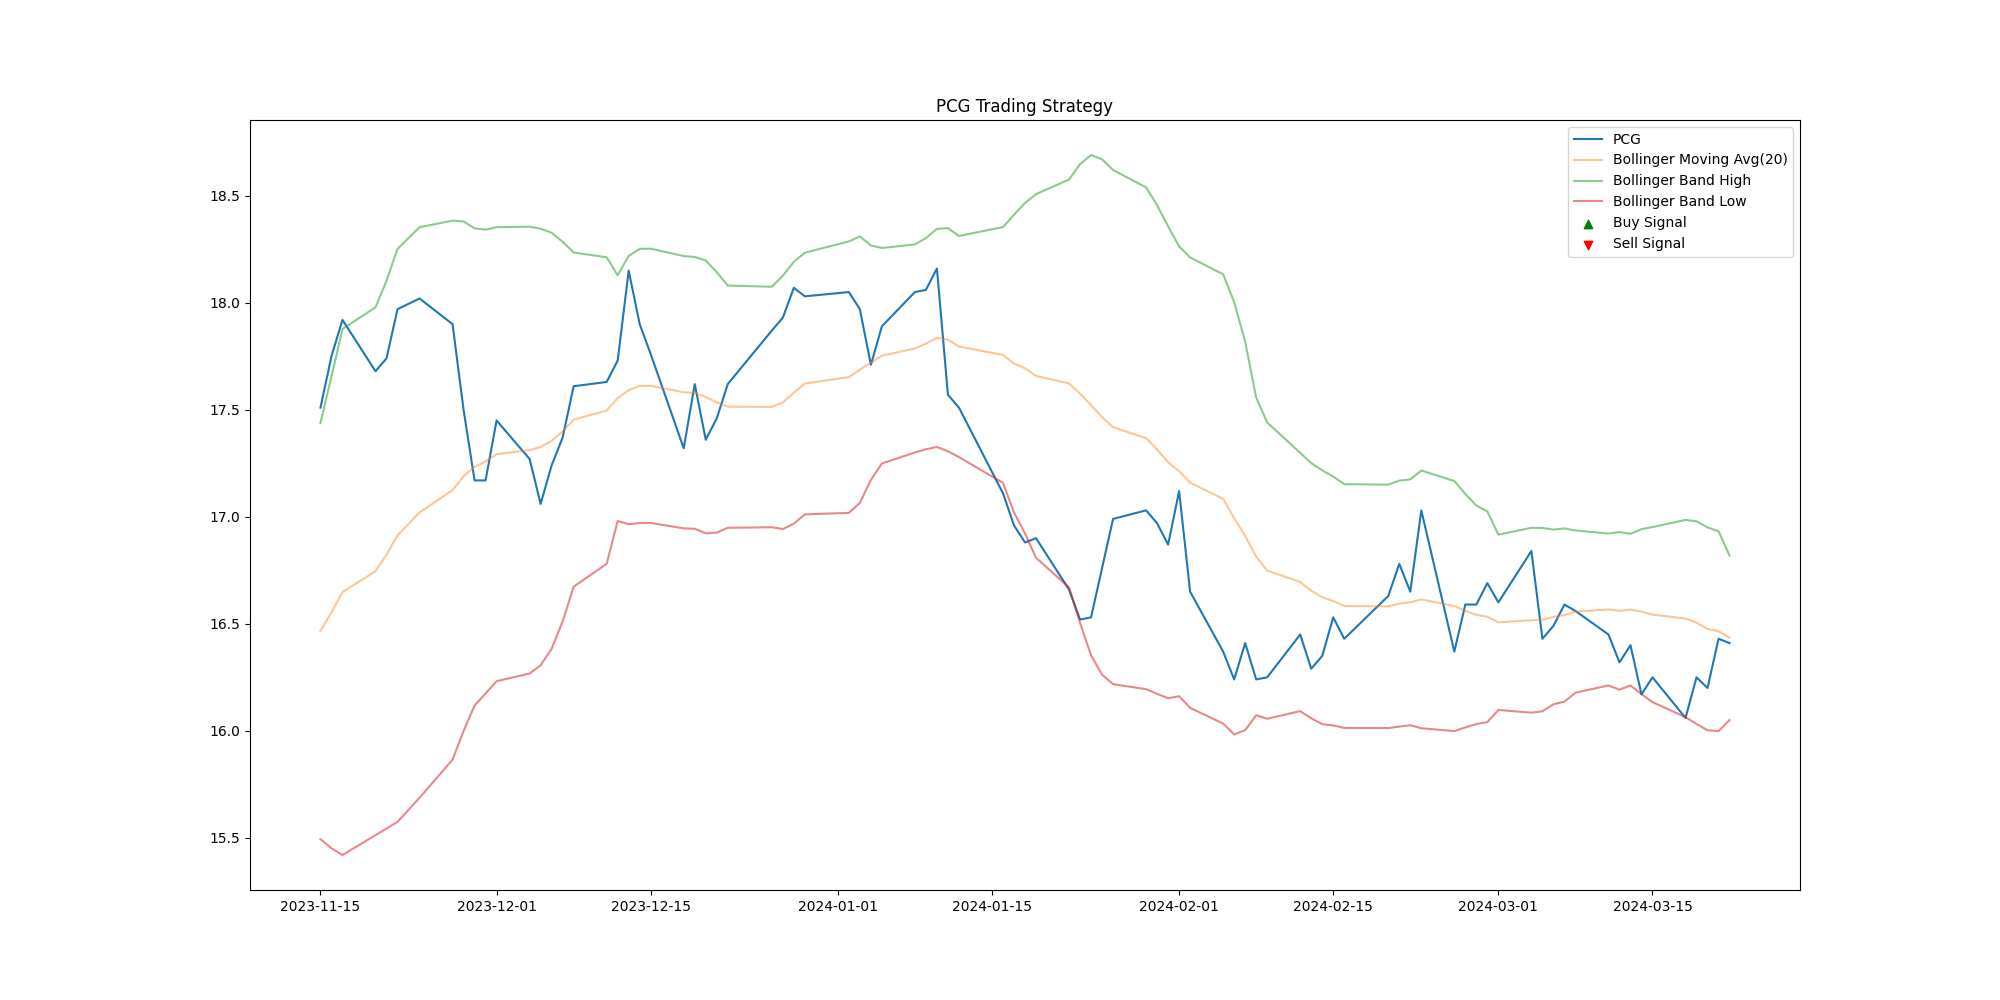 PCG Trading Strategy
PCG
Bollinger Moving Avg(20)
Bollinger Band High
Bollinger Band Low
Buy Signal
Sell Signal
18.5
18.0
17.5
17.0
16.5
16.0
15.5
2023-11-15 2023-12-01 2023-12-15 2024-01-01 2024-01-15 2024-02-01 2024-02-15 2024-03-01 2024-03-15